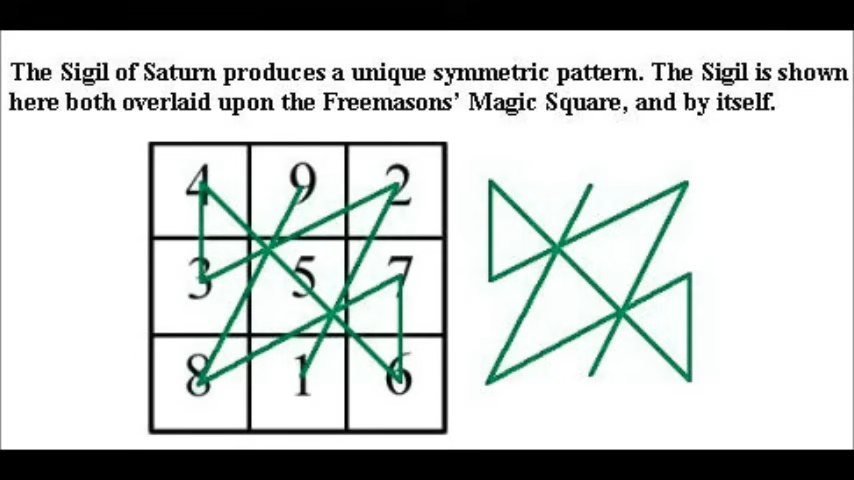 The Sigil of Saturn produces a unique symmetric pattern. The Sigil is shown
here both overlaid upon the Freemasons’ Magic Square, and by itself.
4 9 2
3 5 7
8 1 6